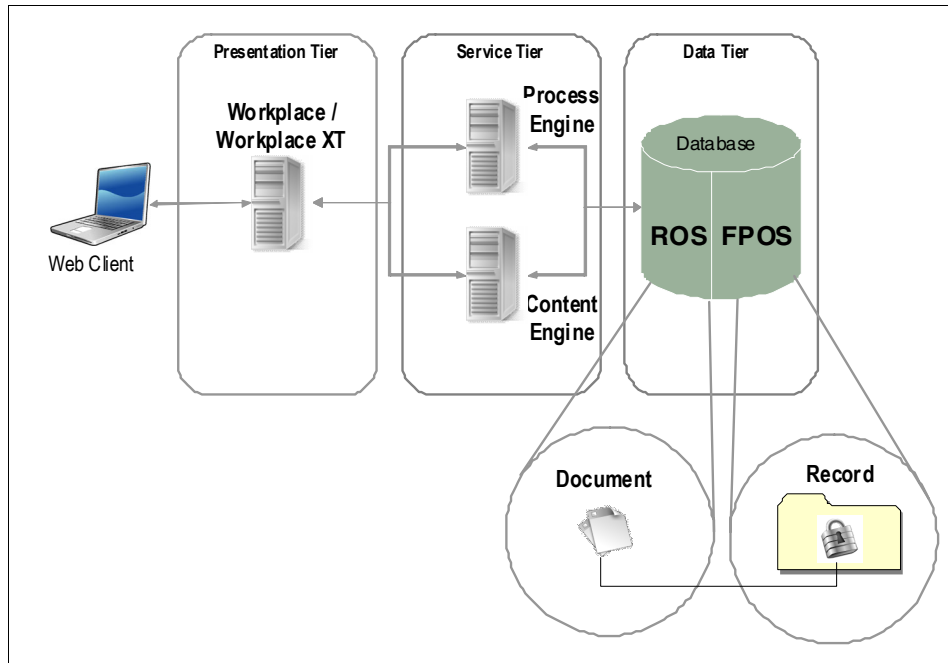 Presentation Tier
Service Tier
Data Tier
Workplace /
Workplace XT
Process
Engine
Database
ROS
FPOS
Web Client
Content
Engine
Document
Record